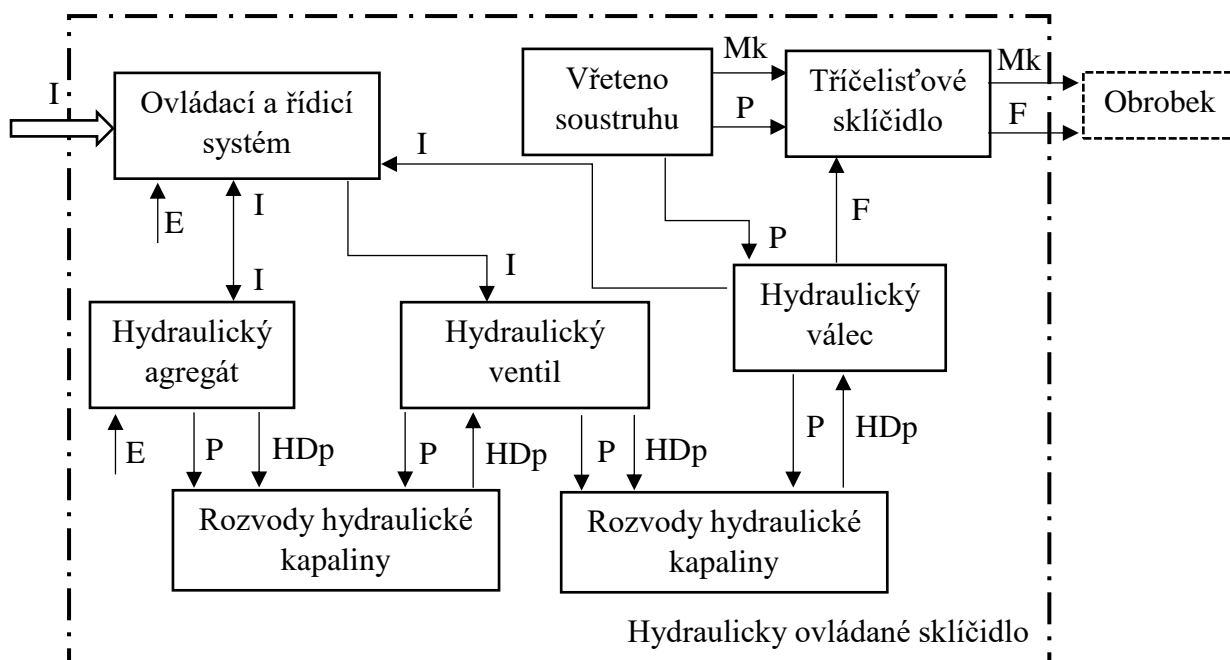 Mk
Mk
I
Ovládací a řídicí
systém
Vřeteno
soustruhu
Tříčelisťové
sklíčidlo
Obrobek
P
F
I
E
I
F
P
I
I
Hydraulický
agregát
Hydraulický
ventil
Hydraulický
válec
E
P
HDp
P
HDp
P
HDp
P
HDp
Rozvody hydraulické
kapaliny
Rozvody hydraulické
kapaliny
Hydraulicky ovládané sklíčidlo